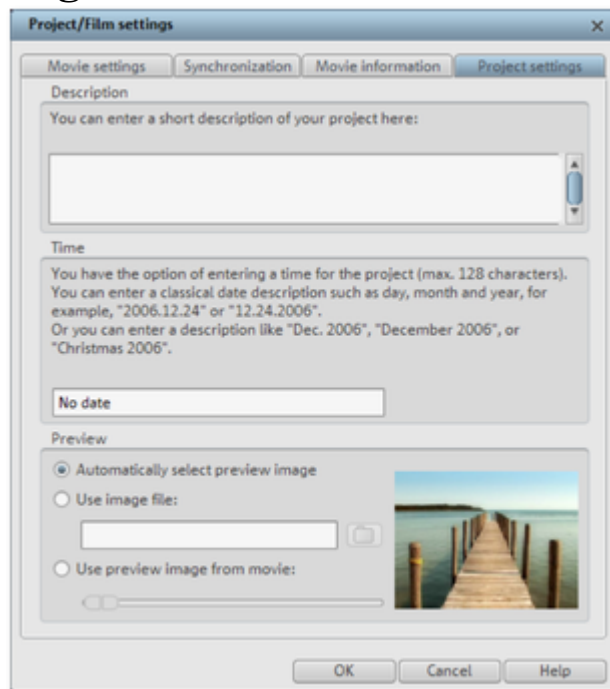 Project/Film settings
Movie settings Synchronization Movie information Project settings
Description
You can enter a short description of your project here:
Time
You have the option of entering a time for the project (max. 128 characters).
You can enter a classical date description such as day, month and year, for
example, "2006.12.24" or "12.24.2006".
Or you can enter a description like "Dec. 2006", "December 2006", or
"Christmas 2006".
No date
Preview
Automatically select preview image
Use image file:
Use preview image from movie:
OK Cancel Help